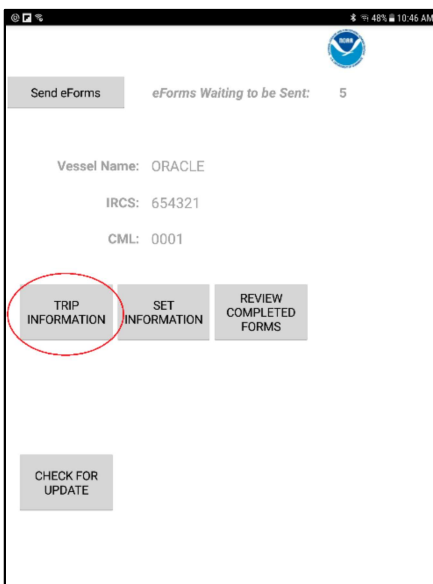 48% 10:46 AM
NOAA
Send eForms
eForms Waiting to be Sent: 5
Vessel Name: ORACLE
IRCS: 654321
CML: 0001
TRIP
INFORMATION
SET
INFORMATION
REVIEW
COMPLETED
FORMS
CHECK FOR
UPDATE